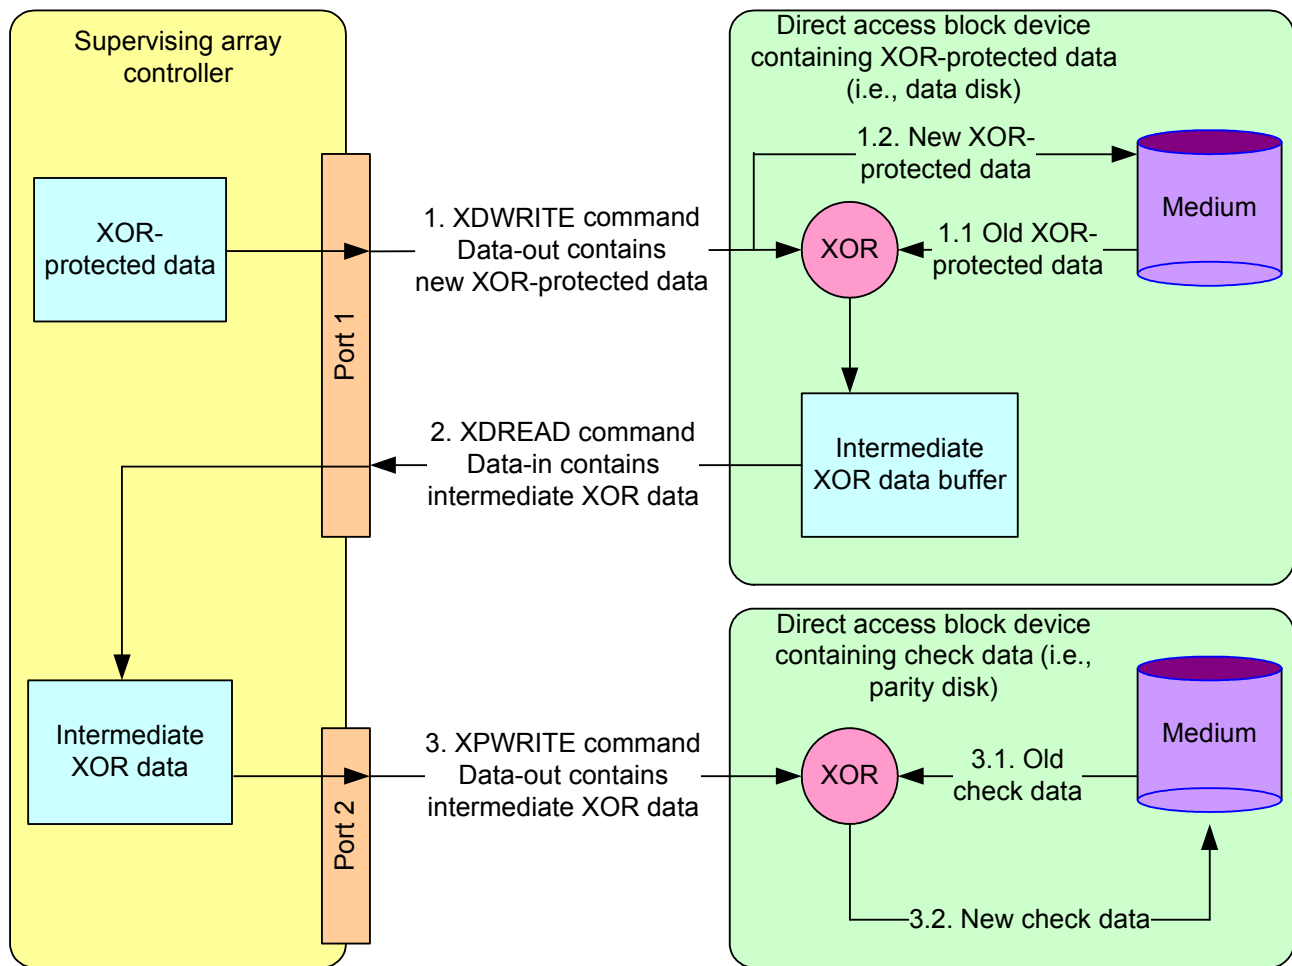 Supervising array
controller
XOR-
protected data
Port 1
1. XDWRITE command
Data-out contains
new XOR-protected data
2. XDREAD command
Data-in contains
intermediate XOR data
Direct access block device
containing XOR-protected data
(i.e., data disk)
1.2. New XOR-
protected data
XOR
1.1 Old XOR-
protected data
Medium
Intermediate
XOR data buffer
Intermediate
XOR data
Port 2
3. XPWRITE command
Data-out contains
intermediate XOR data
Direct access block device
containing check data (i.e.,
parity disk)
XOR
3.1. Old
check data
Medium
3.2. New check data